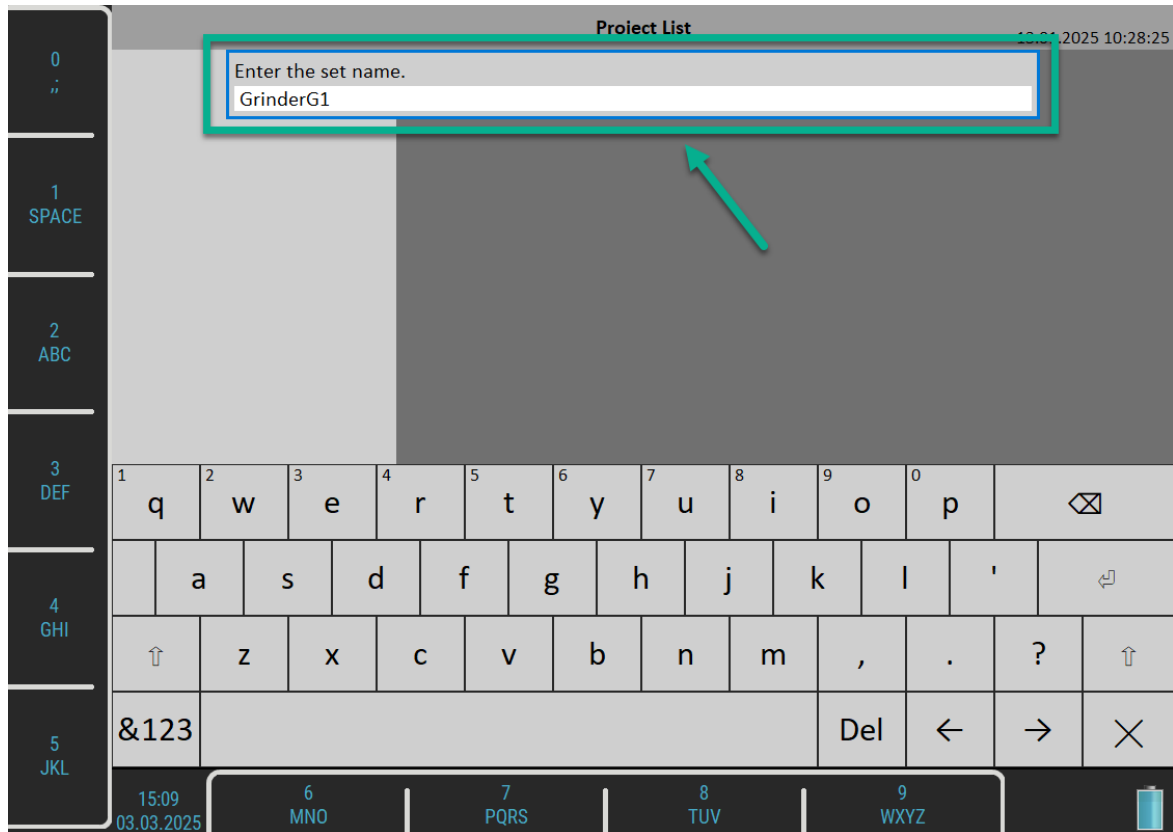 Project List
2025 10:28:25
Enter the set name.
GrinderG1
0
;;
1
SPACE
2
ABC
3
DEF
4
GHI
5
JKL
1 q 2 w 3 e 4 r 5 t 6 y 7 u 8 i 9 o 0 p
a s d f g h j k l '
z x c v b n m , . ?
&123 Del
15:09
03.03.2025
6
MNO
7
PQRS
8
TUV
9
WXYZ